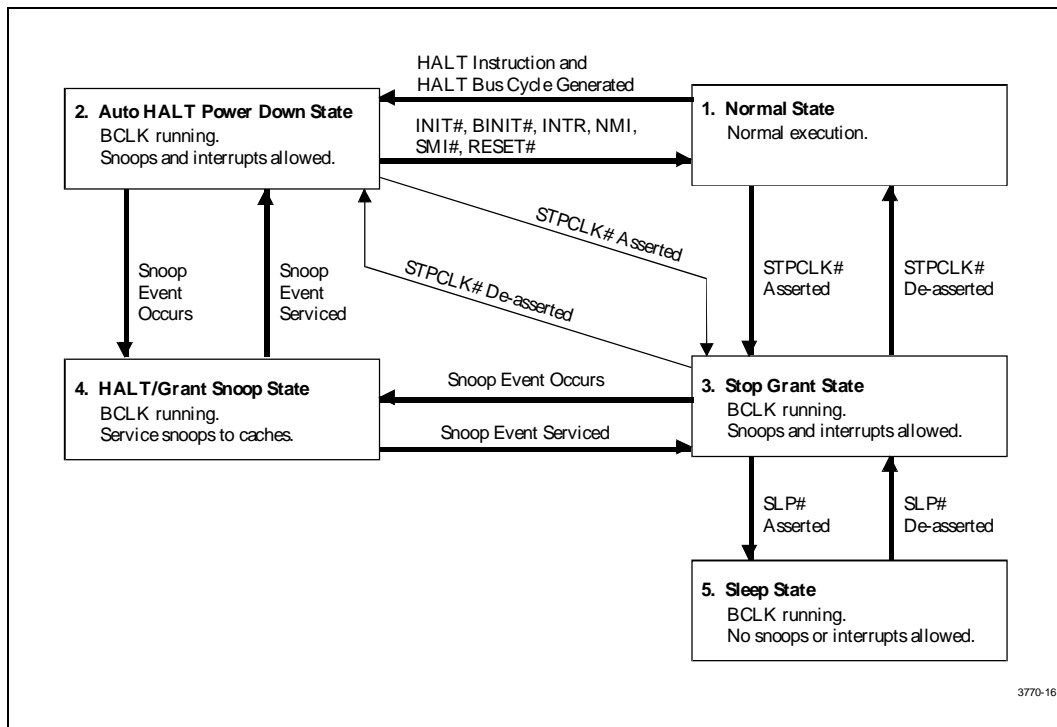 HALT Instruction and
HALT Bus Cycle Generated
2. Auto HALT Power Down State
BCLK running.
Snoops and interrupts allowed.
INIT#, BINIT#, INTR, NMI,
SMI#, RESET#
1. Normal State
Normal execution.
STPCLK# Asserted
STPCLK# De-asserted
Snoop
Event
Occurs
Snoop
Event
Serviced
STPCLK#
Asserted
STPCLK#
De-asserted
4. HALT/Grant Snoop State
BCLK running.
Service snoops to caches.
Snoop Event Occurs
Snoop Event Serviced
3. Stop Grant State
BCLK running.
Snoops and interrupts allowed.
SLP#
Asserted
SLP#
De-asserted
5. Sleep State
BCLK running.
No snoops or interrupts allowed.
3770-16